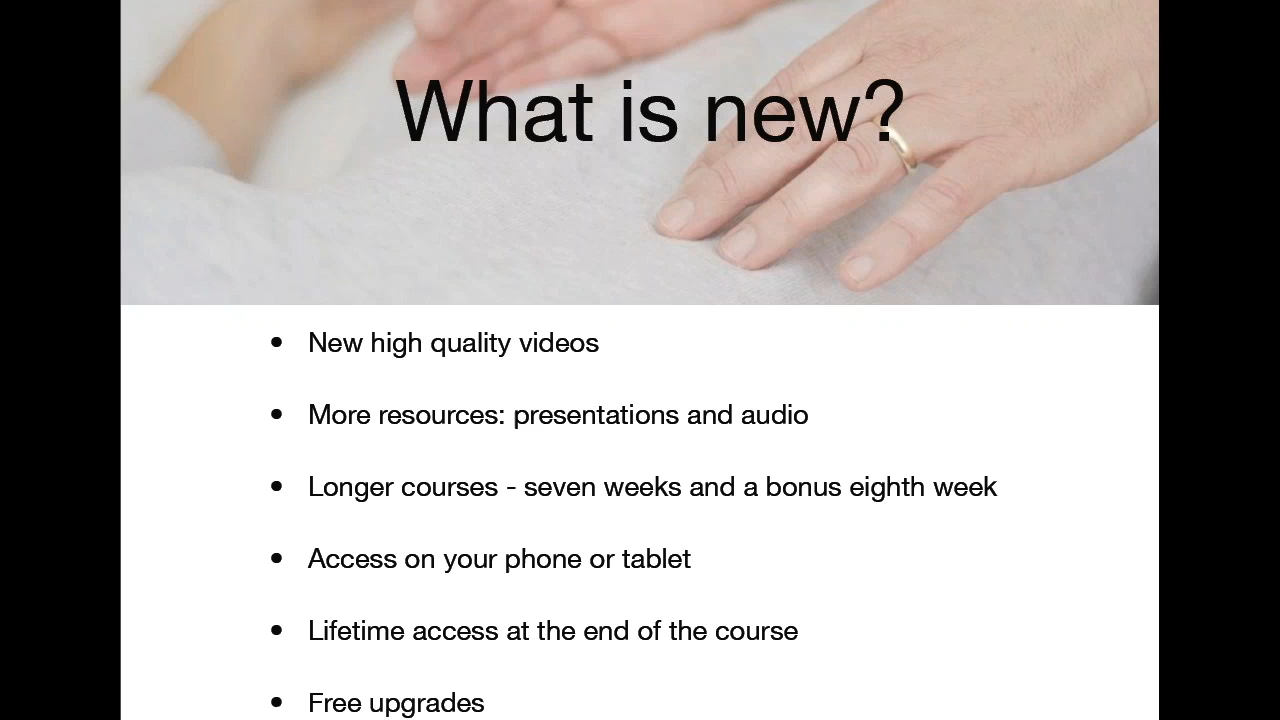 What is new?
• New high quality videos
• More resources: presentations and audio
• Longer courses - seven weeks and a bonus eighth week
• Access on your phone or tablet
• Lifetime access at the end of the course
• Free upgrades